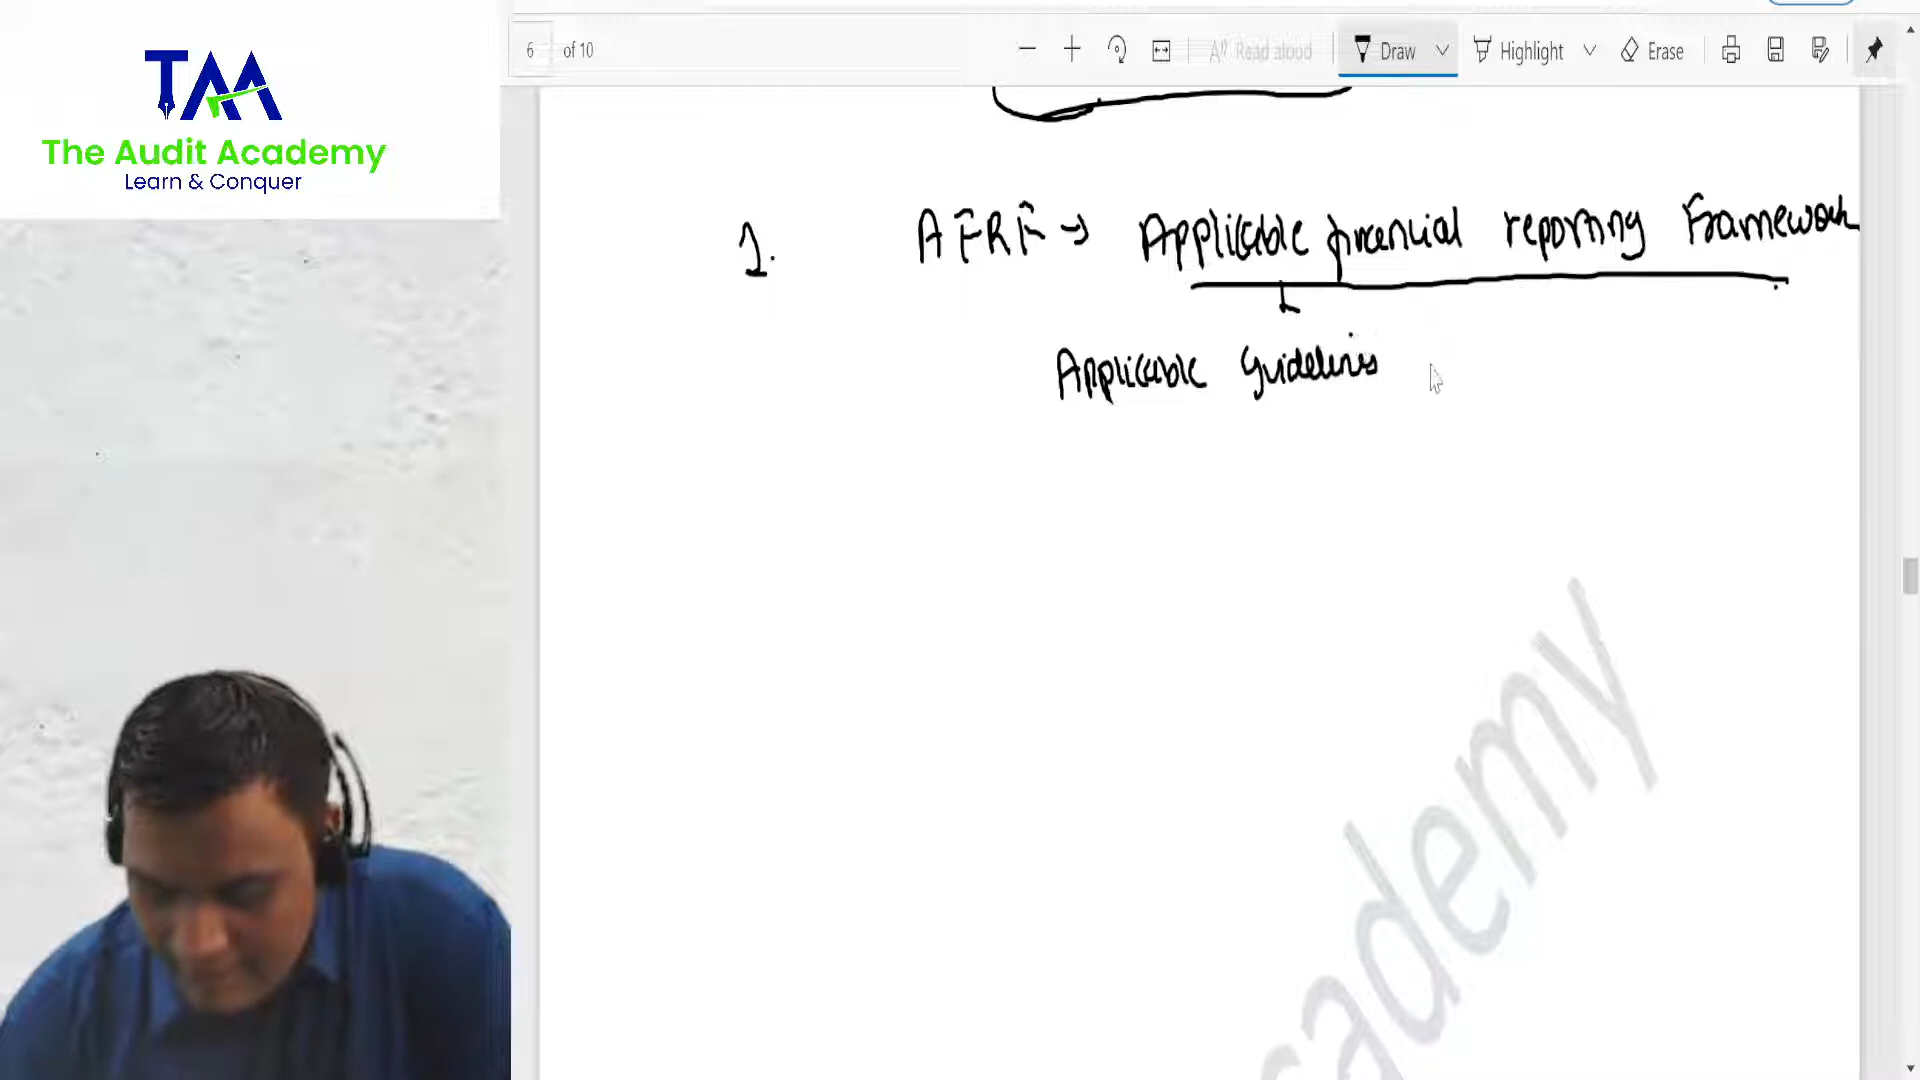 TAA
The Audit Academy
Learn & Conquer
6 of 10
Read aloud
Draw
Highlight
Erase
1. AFRF → Applicable financial reporting Framework
Applicable Guidelines
ademy